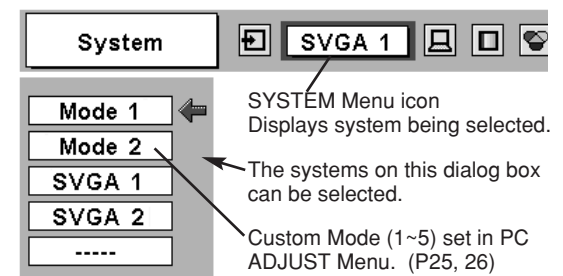 System
SVGA 1
SYSTEM Menu icon
Displays system being selected.
Mode 1
Mode 2
SVGA 1
SVGA 2
-----
The systems on this dialog box
can be selected.
Custom Mode (1~5) set in PC
ADJUST Menu.  (P25, 26)